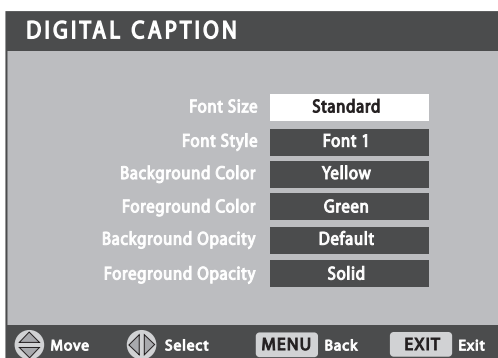 DIGITAL CAPTION
Font Size Standard
Font Style Font 1
Background Color Yellow
Foreground Color Green
Background Opacity Default
Foreground Opacity Solid
Move Select MENU Back EXIT Exit